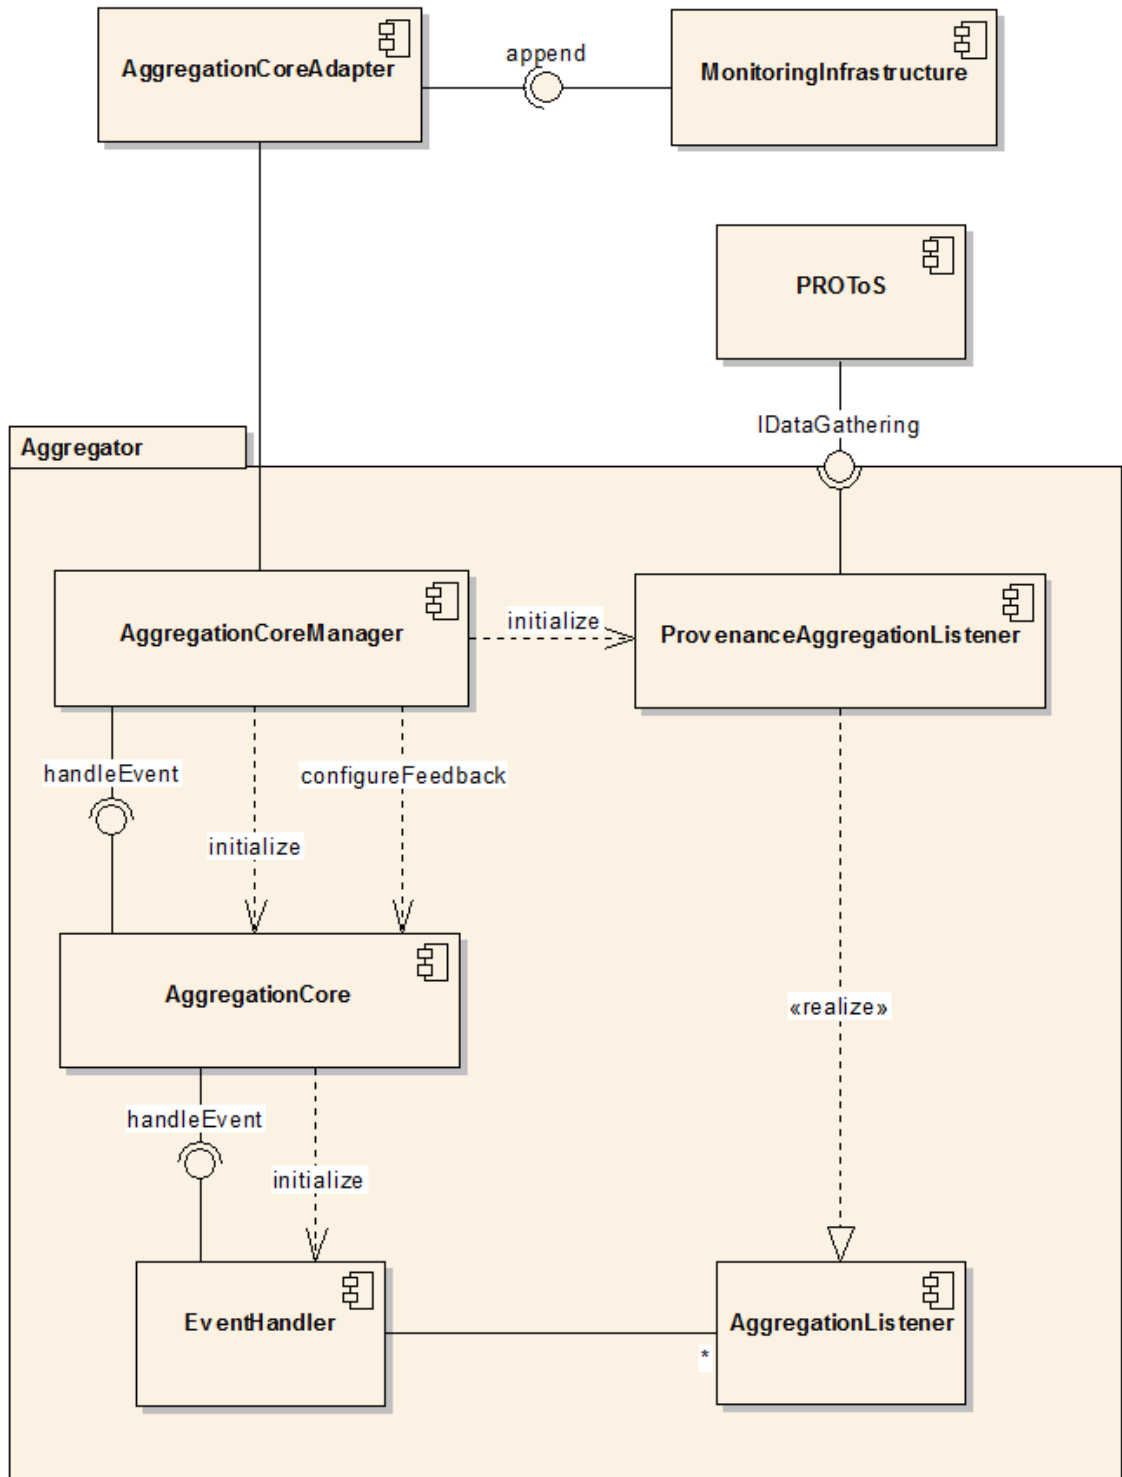 AggregationCoreAdapter
append
MonitoringInfrastructure
PROToS
IDataGathering
Aggregator
AggregationCoreManager
initialize
ProvenanceAggregationListener
handleEvent
configureFeedback
initialize
AggregationCore
«realize»
handleEvent
initialize
EventHandler
AggregationListener
*